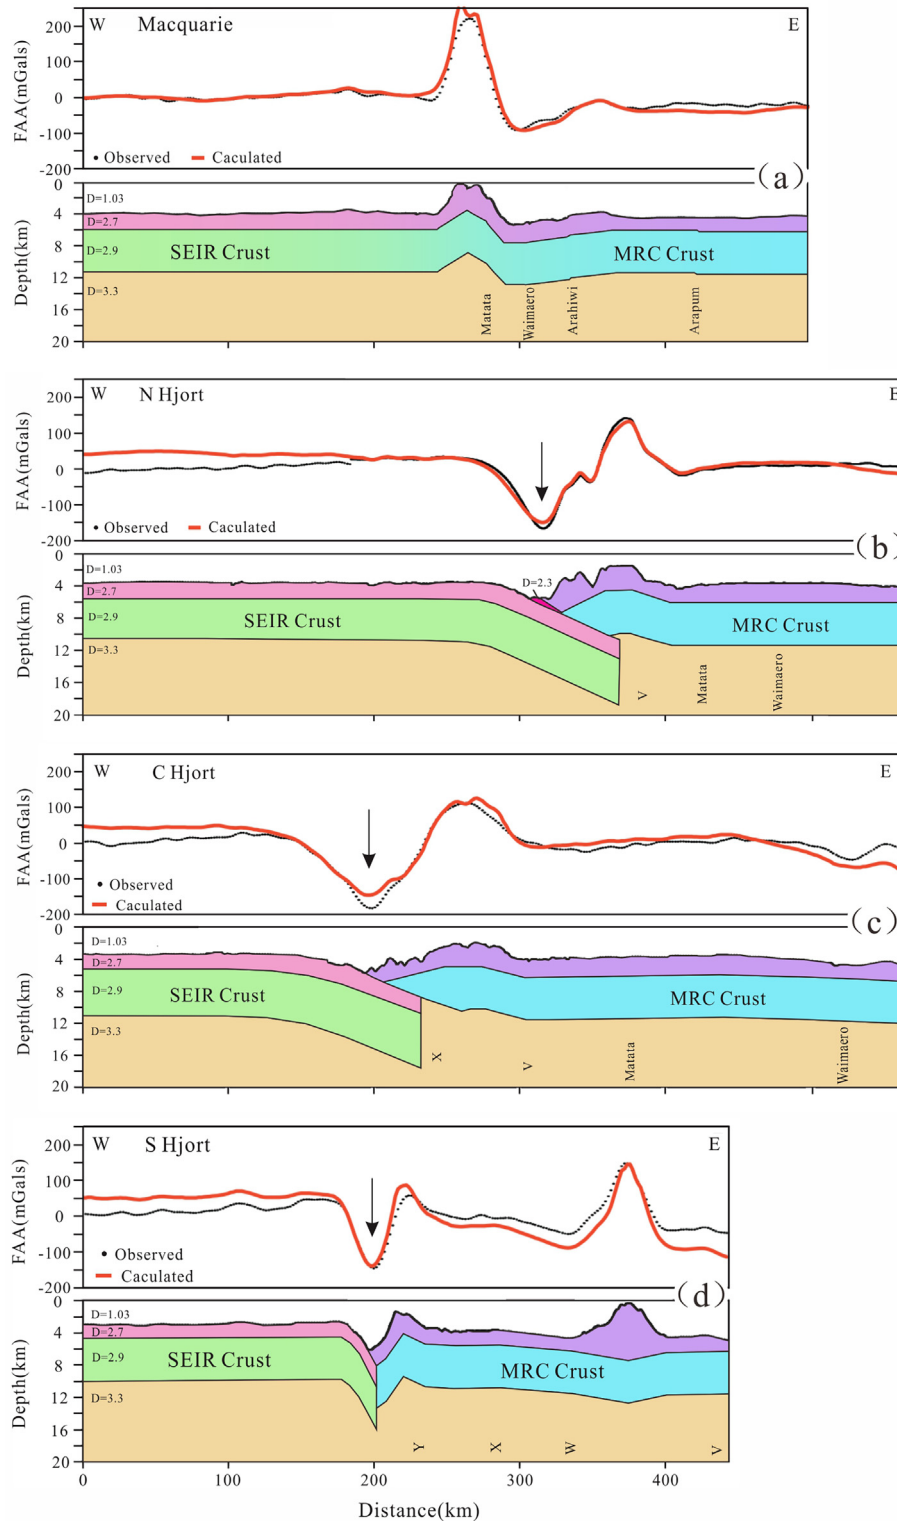 W Macquarie E
FAA(mGals)
200
100
0
-100
-200
Observed Caculated
(a)
Depth(km)
0
4
8
12
16
20
D=1.03
D=2.7
D=2.9
D=3.3
SEIR Crust MRC Crust
Matata
Waimaero
Arahiwi
Arapum
W N Hjort E
FAA(mGals)
200
100
0
-100
-200
Observed Caculated
(b)
Depth(km)
0
4
8
12
16
20
D=1.03
D=2.7
D=2.9
D=3.3
D=2.3
SEIR Crust MRC Crust
V
Matata
Waimaero
W C Hjort E
FAA(mGals)
200
100
0
-100
-200
Observed
Caculated
(c)
Depth(km)
0
4
8
12
16
20
D=1.03
D=2.7
D=2.9
D=3.3
SEIR Crust MRC Crust
X
V
Matata
Waimaero
W S Hjort E
FAA(mGals)
200
100
0
-100
-200
Observed
Caculated
(d)
Depth(km)
0
4
8
12
16
20
D=1.03
D=2.7
D=2.9
D=3.3
SEIR Crust MRC Crust
Y
X
W
V
0 100 200 300 400
Distance(km)